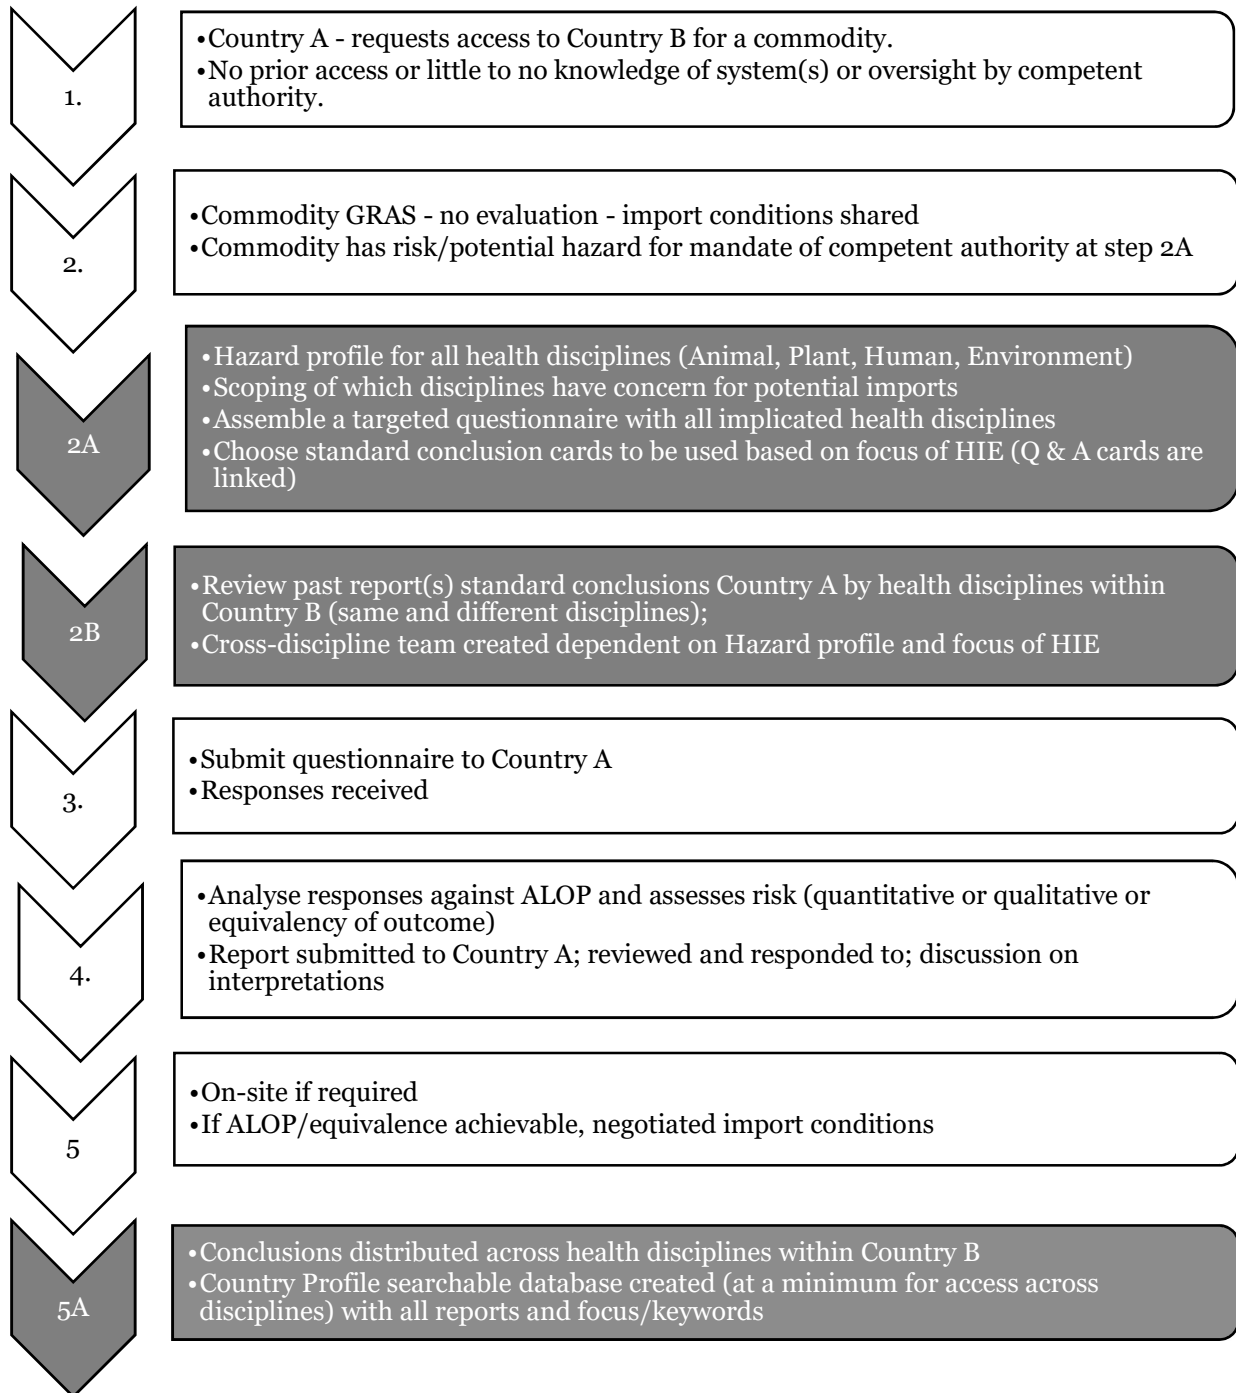 1.
•Country A - requests access to Country B for a commodity.
•No prior access or little to no knowledge of system(s) or oversight by competent
authority.
2.
•Commodity GRAS - no evaluation - import conditions shared
•Commodity has risk/potential hazard for mandate of competent authority at step 2A
2A
•Hazard profile for all health disciplines (Animal, Plant, Human, Environment)
•Scoping of which disciplines have concern for potential imports
•Assemble a targeted questionnaire with all implicated health disciplines
•Choose standard conclusion cards to be used based on focus of HIE (Q & A cards are
linked)
2B
•Review past report(s) standard conclusions Country A by health disciplines within
Country B (same and different disciplines);
•Cross-discipline team created dependent on Hazard profile and focus of HIE
3.
•Submit questionnaire to Country A
•Responses received
4.
•Analyse responses against ALOP and assesses risk (quantitative or qualitative or
equivalency of outcome)
•Report submitted to Country A; reviewed and responded to; discussion on
interpretations
5
•On-site if required
•If ALOP/equivalence achievable, negotiated import conditions
5A
•Conclusions distributed across health disciplines within Country B
•Country Profile searchable database created (at a minimum for access across
disciplines) with all reports and focus/keywords